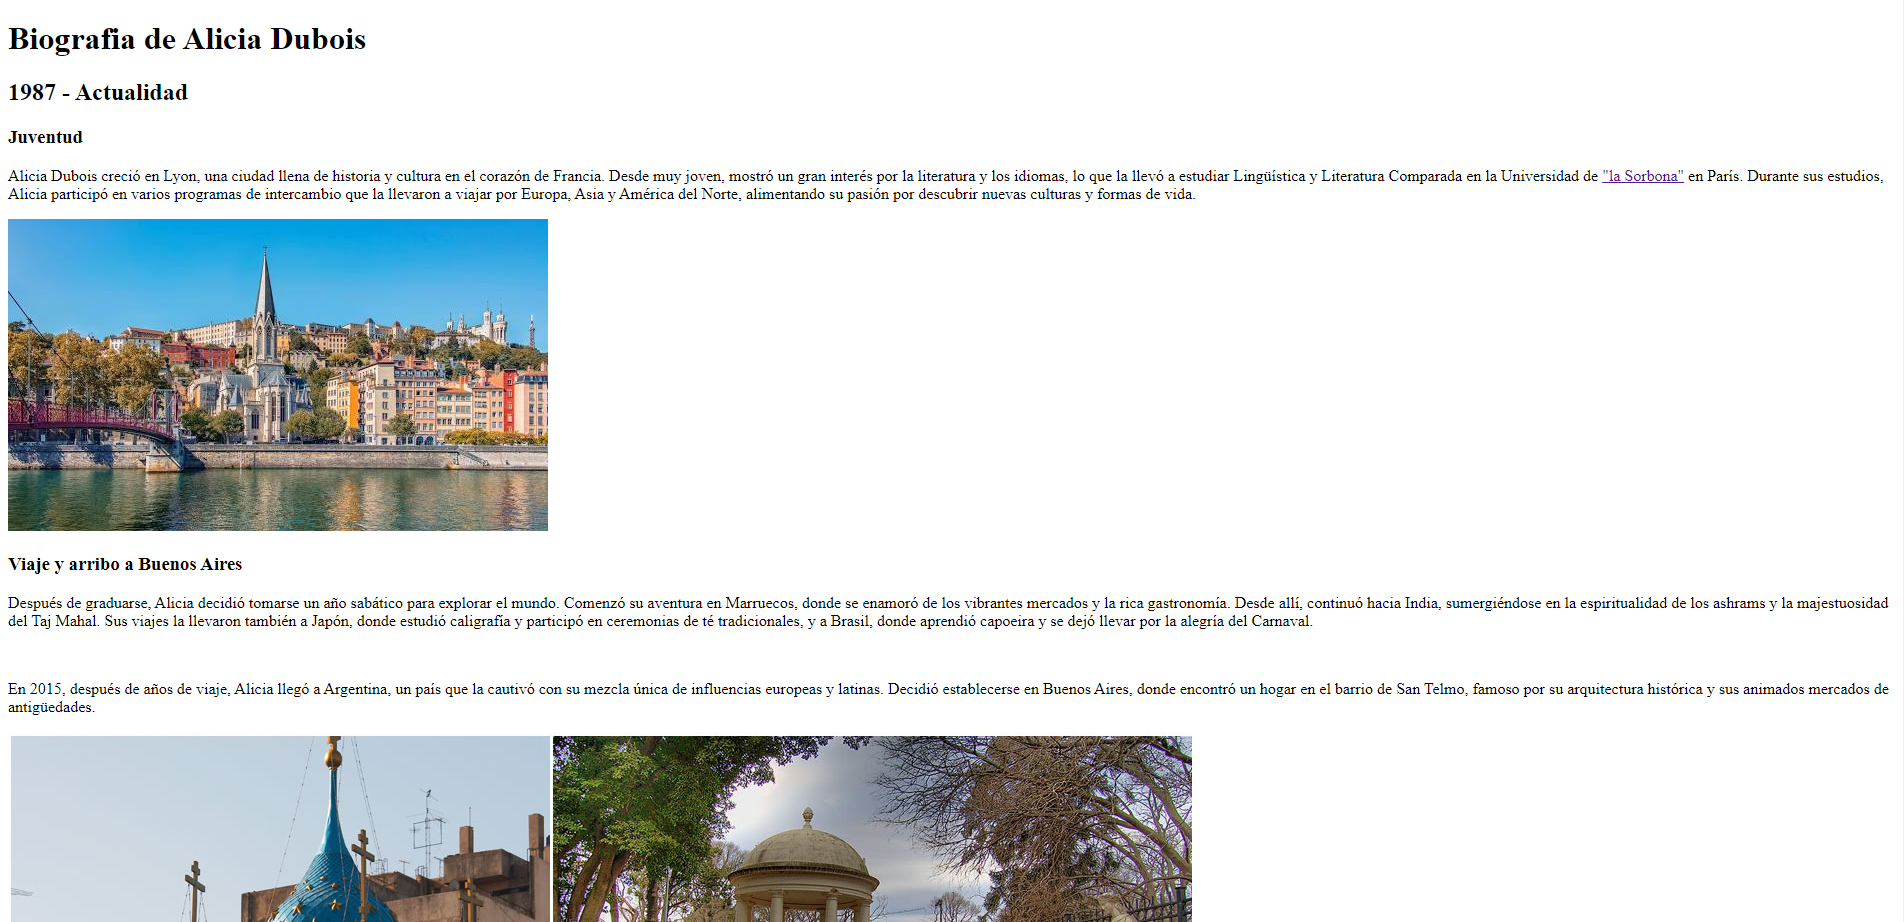 Biografia de Alicia Dubois
1987 - Actualidad
Juventud
Alicia Dubois creció en Lyon, una ciudad llena de historia y cultura en el corazón de Francia. Desde muy joven, mostró un gran interés por la literatura y los idiomas, lo que la llevó a estudiar Lingüística y Literatura Comparada en la Universidad de "la Sorbona" en París. Durante sus estudios,
Alicia participó en varios programas de intercambio que la llevaron a viajar por Europa, Asia y América del Norte, alimentando su pasión por descubrir nuevas culturas y formas de vida.
Viaje y arribo a Buenos Aires
Después de graduarse, Alicia decidió tomarse un año sabático para explorar el mundo. Comenzó su aventura en Marruecos, donde se enamoró de los vibrantes mercados y la rica gastronomía. Desde allí, continuó hacia India, sumergiéndose en la espiritualidad de los ashrams y la majestuosidad
del Taj Mahal. Sus viajes la llevaron también a Japón, donde estudió caligrafía y participó en ceremonias de té tradicionales, y a Brasil, donde aprendió capoeira y se dejó llevar por la alegría del Carnaval.
En 2015, después de años de viaje, Alicia llegó a Argentina, un país que la cautivó con su mezcla única de influencias europeas y latinas. Decidió establecerse en Buenos Aires, donde encontró un hogar en el barrio de San Telmo, famoso por su arquitectura histórica y sus animados mercados de
antigüedades.